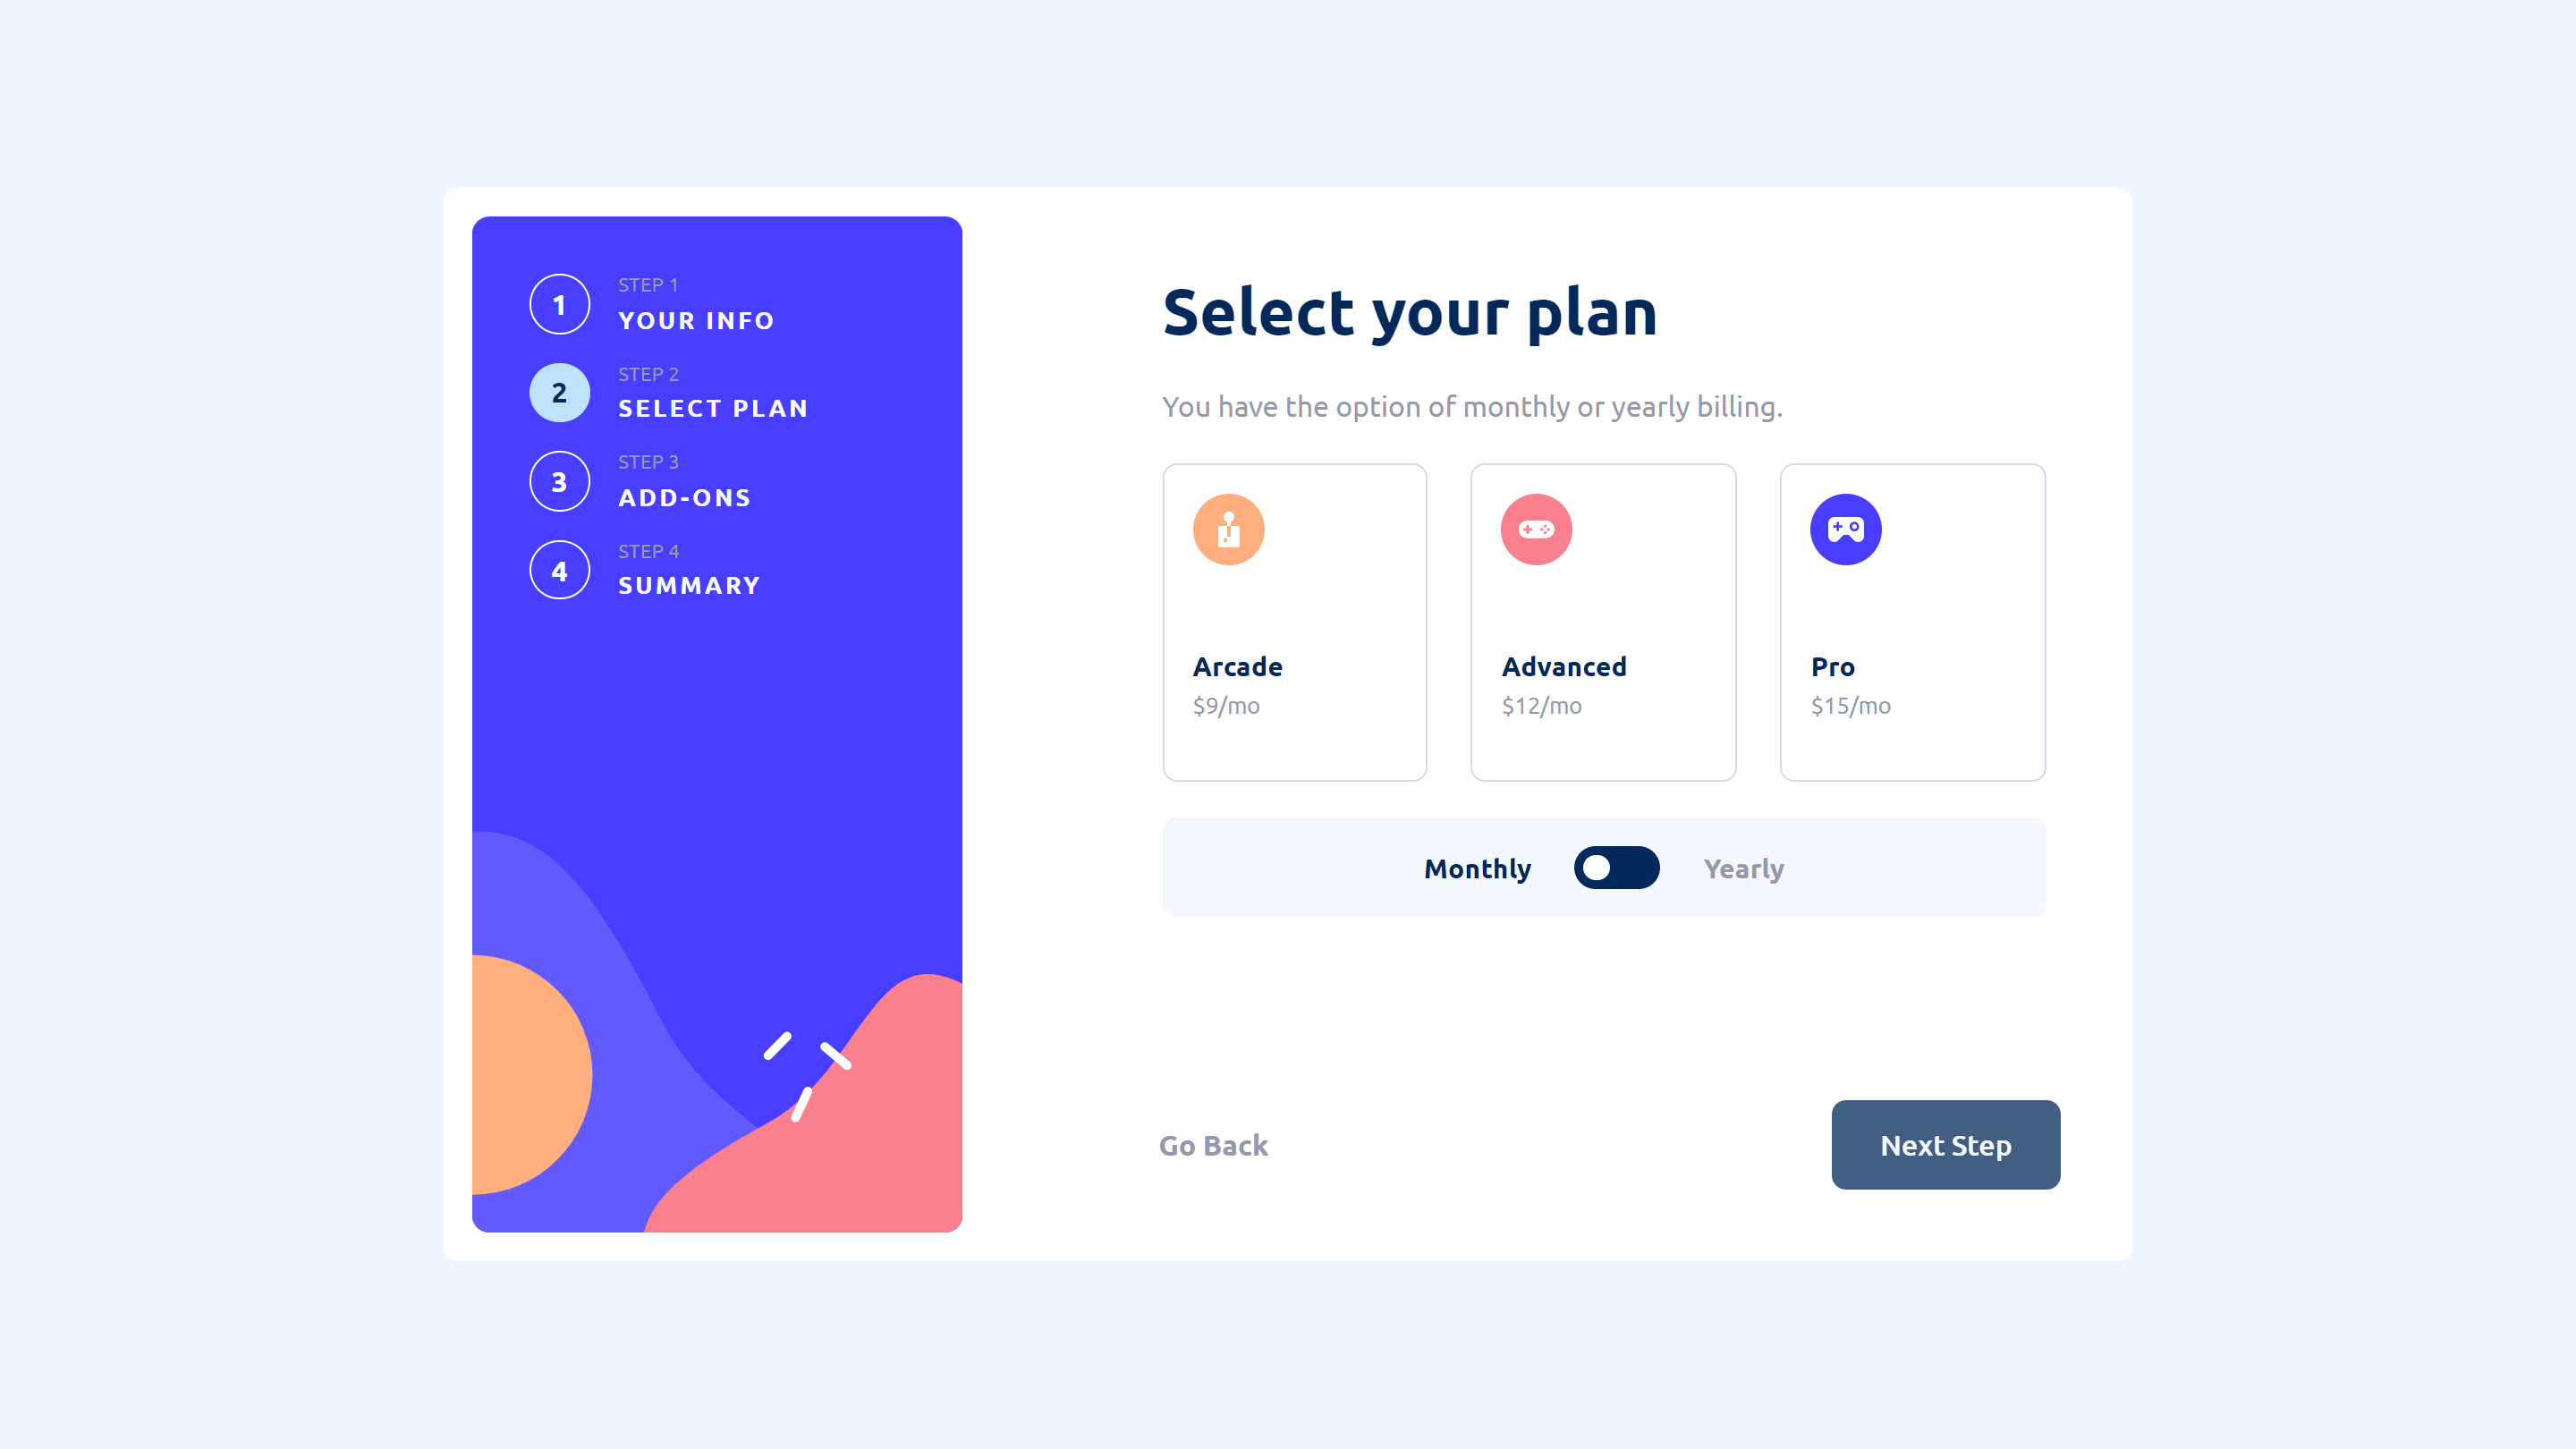 1
STEP 1
YOUR INFO
2
STEP 2
SELECT PLAN
3
STEP 3
ADD-ONS
4
STEP 4
SUMMARY
Select your plan
You have the option of monthly or yearly billing.
Arcade
$9/mo
Advanced
$12/mo
Pro
$15/mo
Monthly
Yearly
Go Back
Next Step